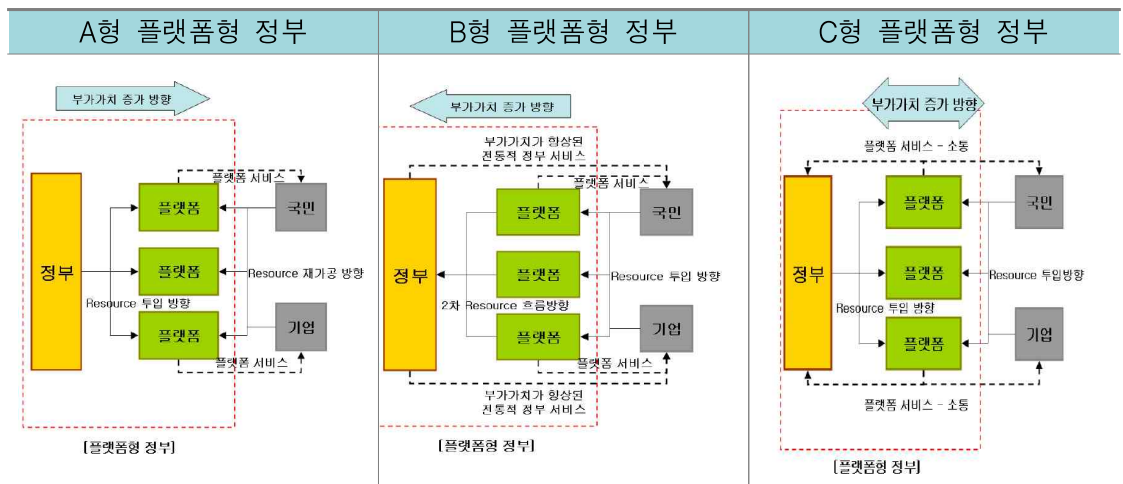 A형 플랫폼형 정부
부가가치 증가 방향
플랫폼 서비스
플랫폼
국민
정부
플랫폼
Resource 재가공 방향
Resource 투입 방향
플랫폼
기업
플랫폼 서비스
[플랫폼형 정부]
B형 플랫폼형 정부
부가가치 증가 방향
부가가치가 향상된
전통적 정부 서비스
플랫폼 서비스
플랫폼
국민
정부
플랫폼
Resource 투입 방향
2차 Resource 흐름방향
플랫폼
기업
플랫폼 서비스
부가가치가 향상된
전통적 정부 서비스
[플랫폼형 정부]
C형 플랫폼형 정부
부가가치 증가 방향
플랫폼 서비스 - 소통
플랫폼
국민
정부
플랫폼
Resource 투입방향
Resource 투입 방향
플랫폼
기업
플랫폼 서비스 - 소통
[플랫폼형 정부]